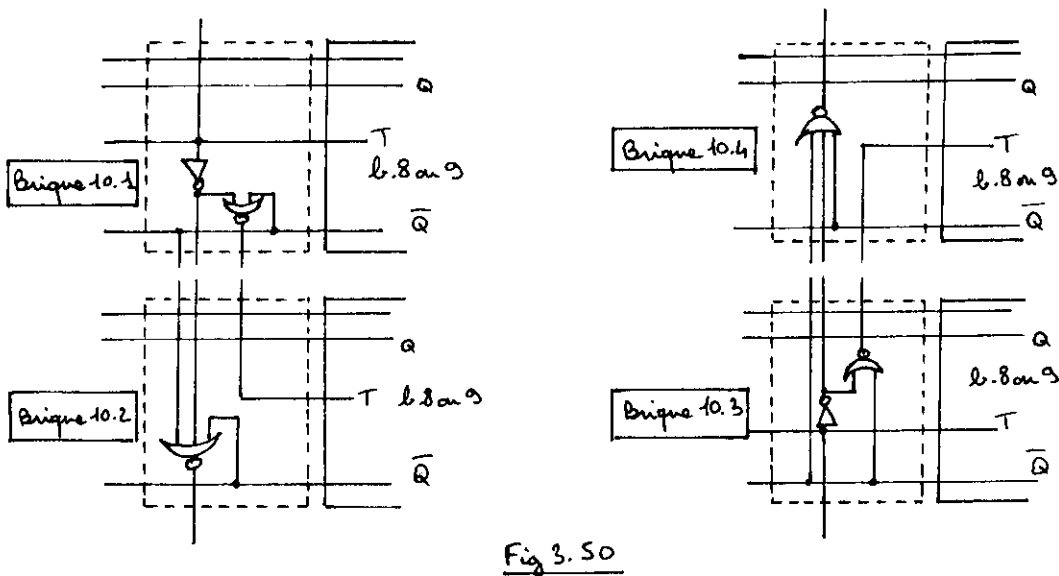 Q
T
Brique 10.1
b.8 ou 9
Q̅
Q
Brique 10.2
T b.8 ou 9
Q̅
Q
Brique 10.4
T
b.8 ou 9
Q̅
Q
b.8 ou 9
Brique 10.3
T
Q̅
Fig 3.50